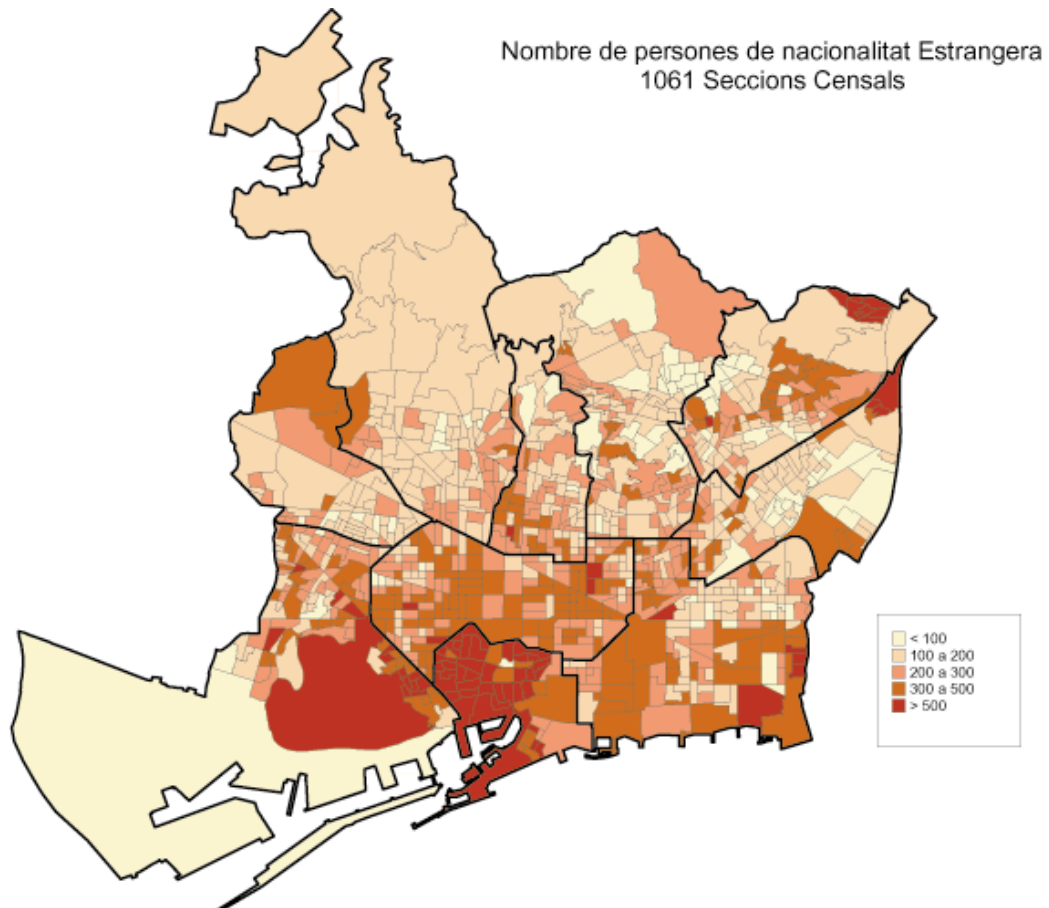 Nombre de persones de nacionalitat Estrangera
1061 Seccions Censals
< 100
100 a 200
200 a 300
300 a 500
> 500